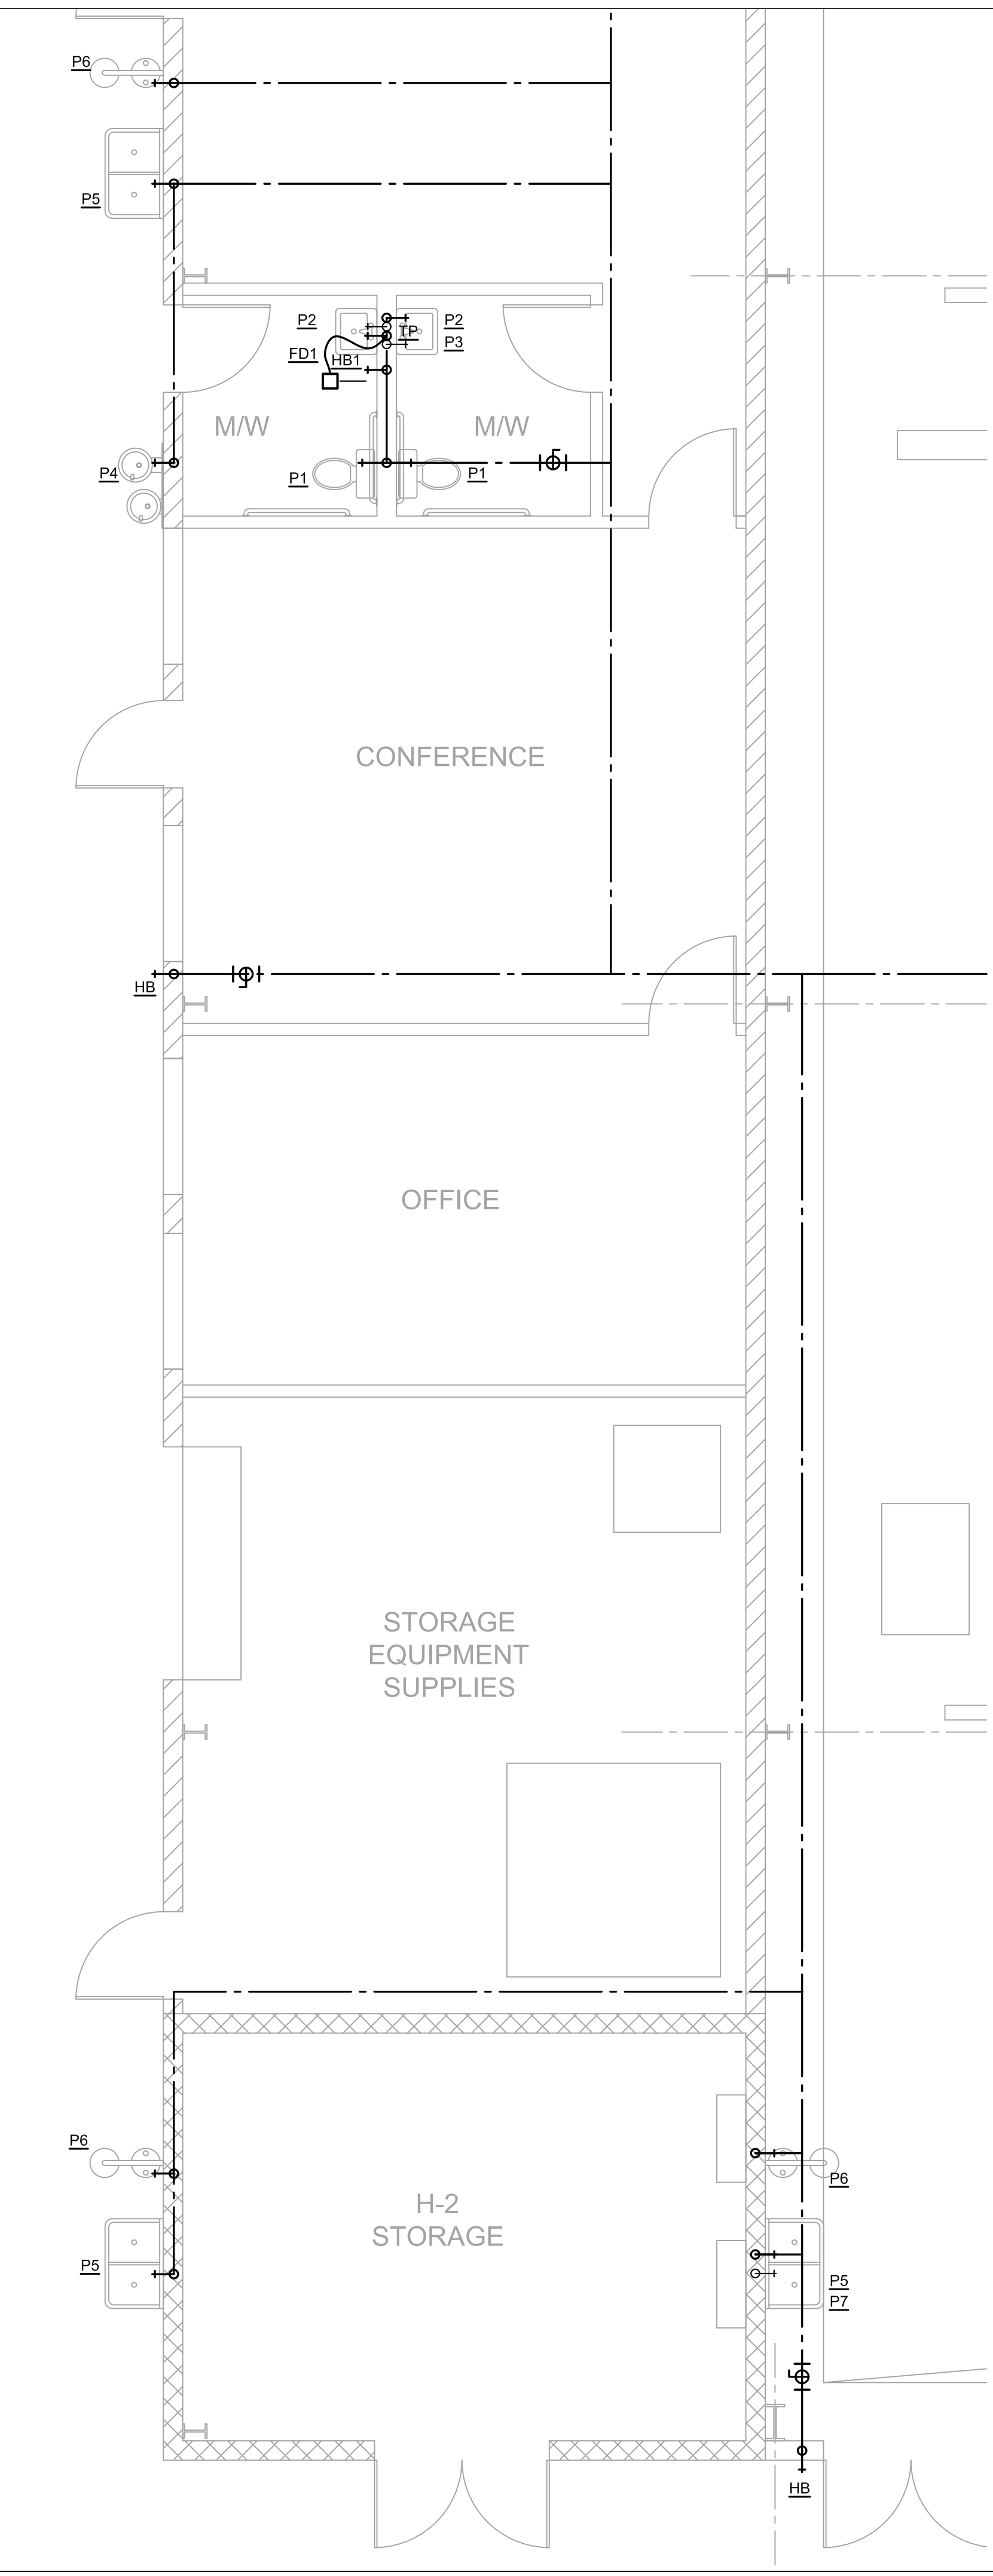 P6
P5
P2
TP
P2
P3
FD1
HB1
M/W
M/W
P4
P1
P1
CONFERENCE
HB
OFFICE
STORAGE
EQUIPMENT
SUPPLIES
P6
P6
H-2
STORAGE
P5
P5
P7
HB